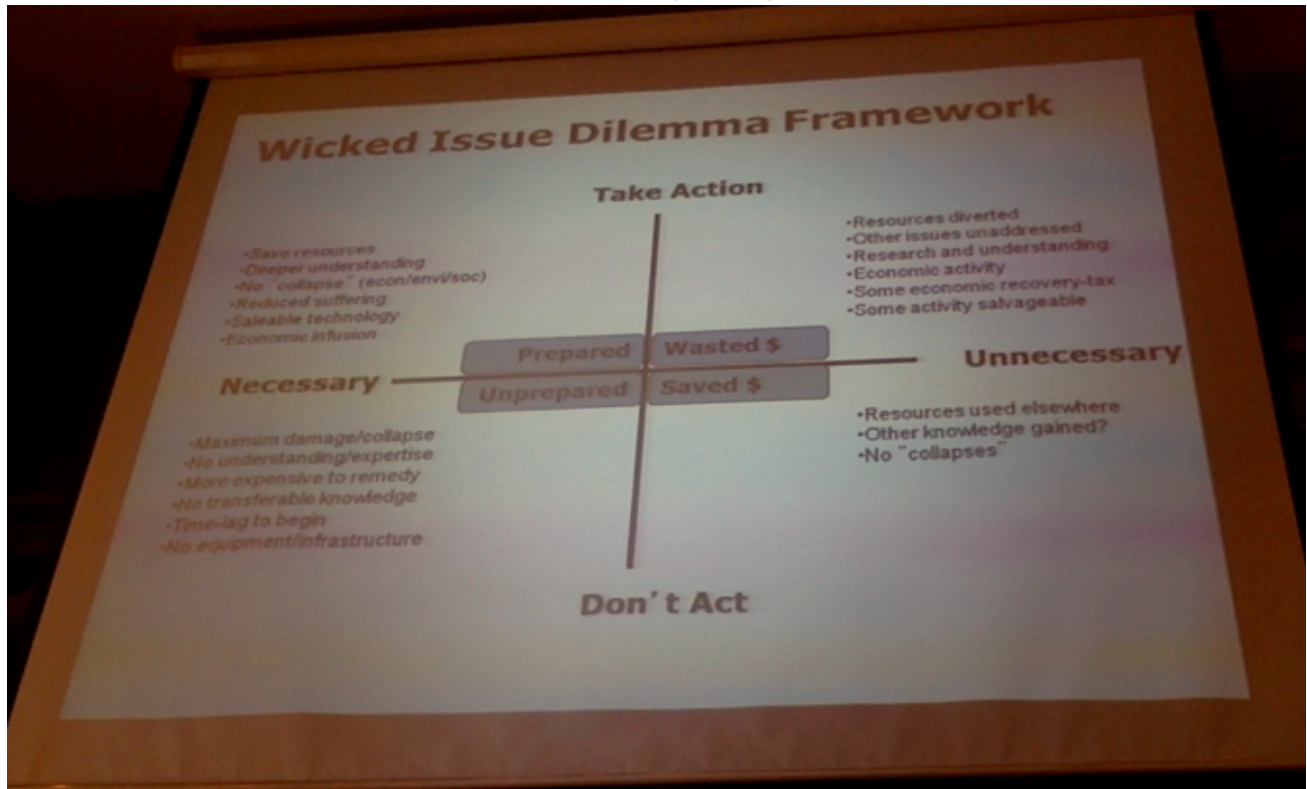 Wicked Issue Dilemma Framework
Take Action
•Save resources
•Deeper understanding
•No "collapse" (econ/envi/soc)
•Reduced suffering
•Saleable technology
•Economic infusion
•Resources diverted
•Other issues unaddressed
•Research and understanding
•Economic activity
•Some economic recovery-tax
•Some activity salvageable
Prepared
Wasted $
Necessary
Unnecessary
Unprepared
Saved $
•Maximum damage/collapse
•No understanding/expertise
•More expensive to remedy
•No transferable knowledge
•Time-lag to begin
•No equipment/infrastructure
•Resources used elsewhere
•Other knowledge gained?
•No "collapses"
Don't Act